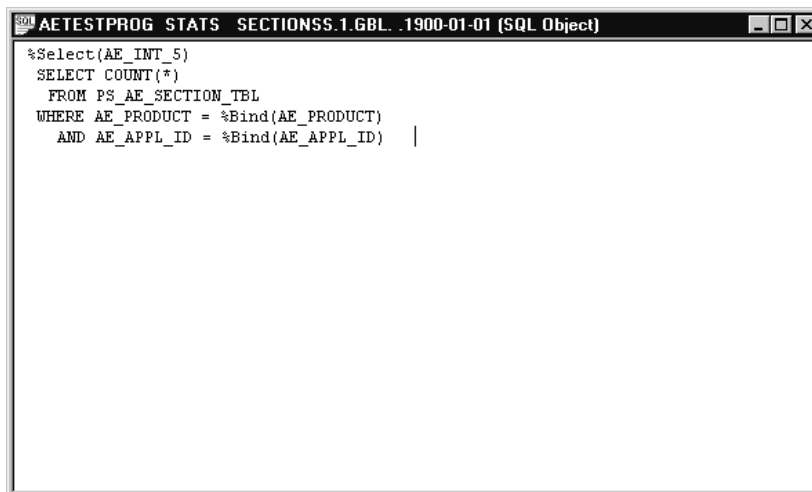 SQL AETESTPROG STATS SECTIONSS.1.GBL. .1900-01-01 (SQL Object)
%Select(AE_INT_5)
SELECT COUNT(*)
FROM PS_AE_SECTION_TBL
WHERE AE_PRODUCT = %Bind(AE_PRODUCT)
AND AE_APPL_ID = %Bind(AE_APPL_ID)